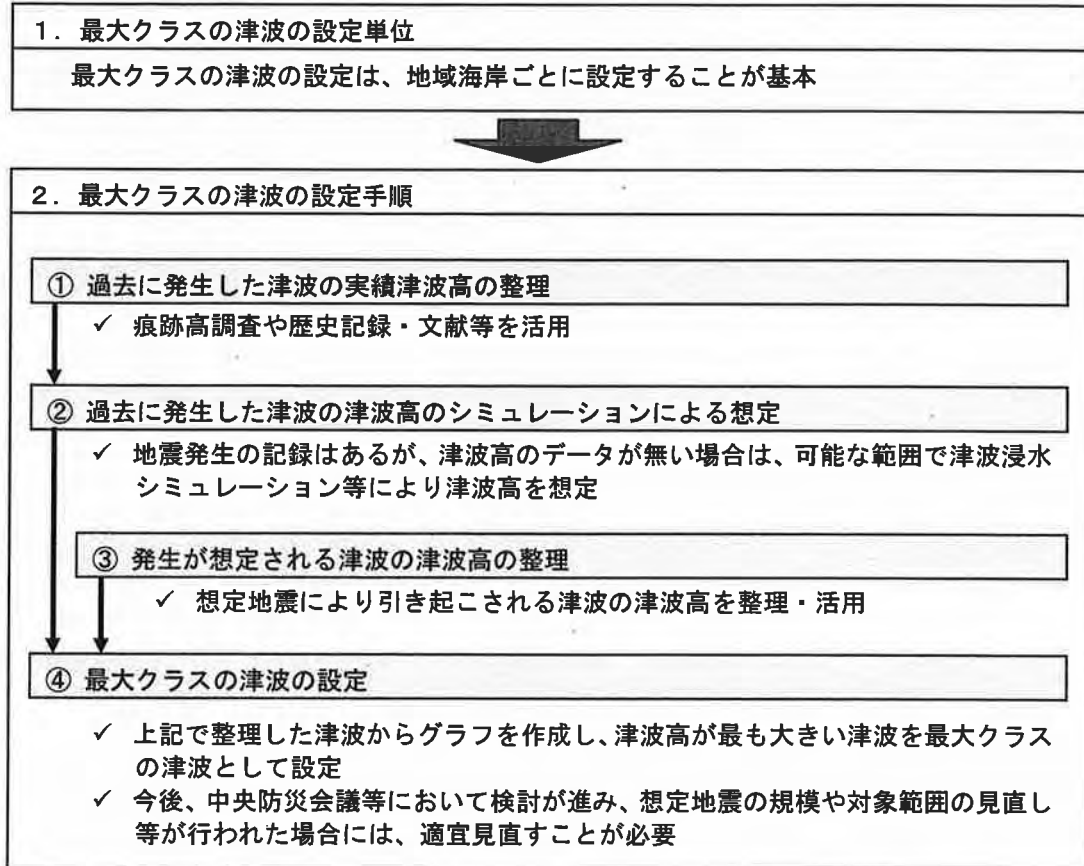 1．最大クラスの津波の設定単位
最大クラスの津波の設定は、地域海岸ごとに設定することが基本
2．最大クラスの津波の設定手順
① 過去に発生した津波の実績津波高の整理
✓ 痕跡高調査や歴史記録・文献等を活用
② 過去に発生した津波の津波高のシミュレーションによる想定
✓ 地震発生の記録はあるが、津波高のデータが無い場合は、可能な範囲で津波浸水
シミュレーション等により津波高を想定
③ 発生が想定される津波の津波高の整理
✓ 想定地震により引き起こされる津波の津波高を整理・活用
④ 最大クラスの津波の設定
✓ 上記で整理した津波からグラフを作成し、津波高が最も大きい津波を最大クラス
の津波として設定
✓ 今後、中央防災会議等において検討が進み、想定地震の規模や対象範囲の見直し
等が行われた場合には、適宜見直すことが必要